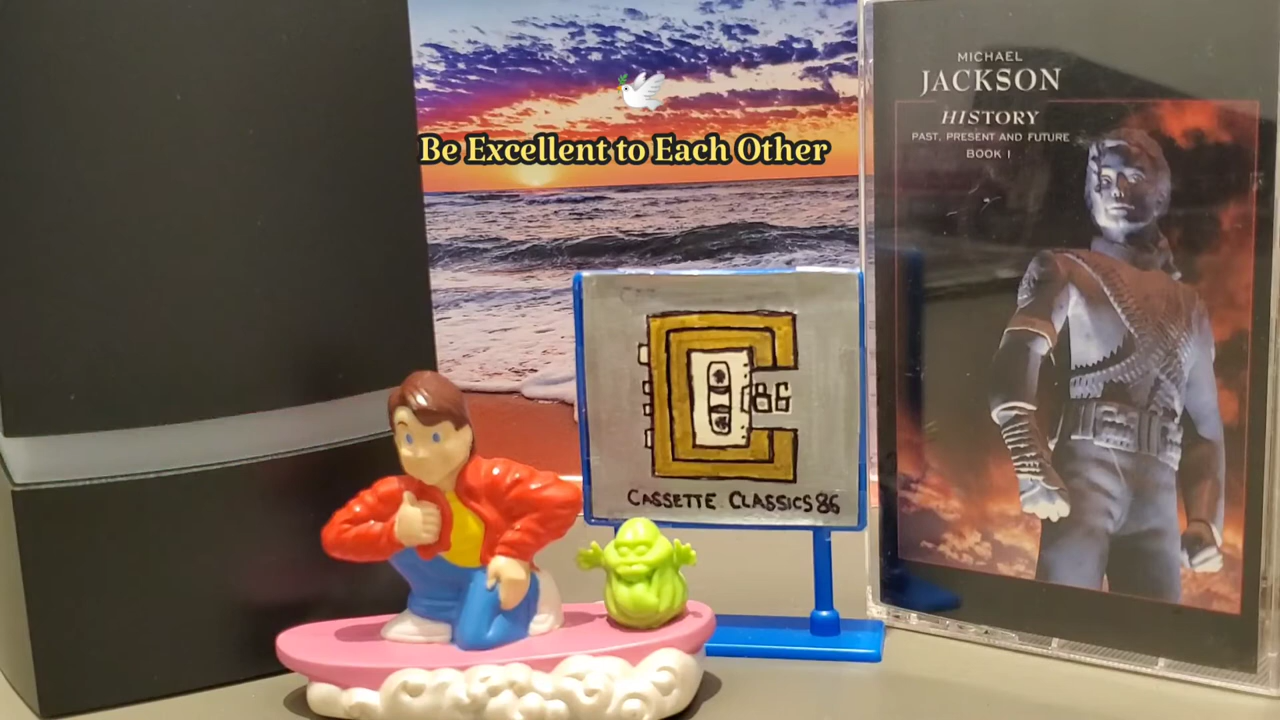 Be Excellent to Each Other
86
CASSETTE CLASSICS 86
MICHAEL
JACKSON
HISTORY
PAST, PRESENT AND FUTURE
BOOK I